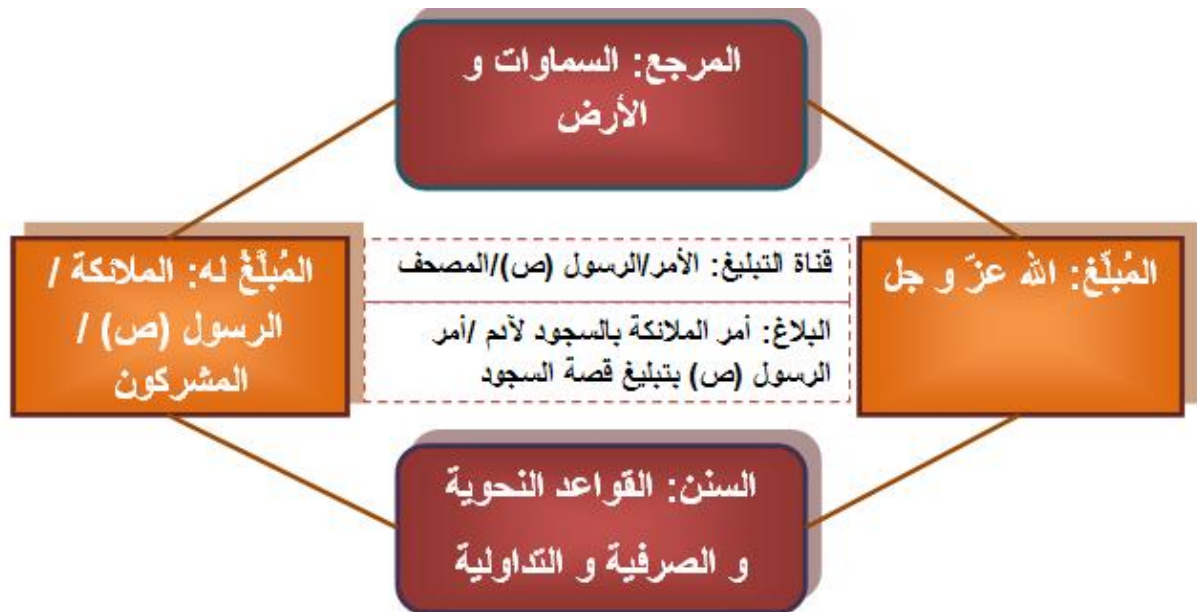 المرجع: السماوات و
الأرض
المُبلِّغ: الله عزّ و جل
قناة التبليغ: الأمر/الرسول (ص)/المصحف
البلاغ: أمر الملائكة بالسجود لآدم /أمر
الرسول (ص) بتبليغ قصة السجود
المُبلَّغُ له: الملائكة /
الرسول (ص) /
المشركون
السنن: القواعد النحوية
و الصرفية و التداولية